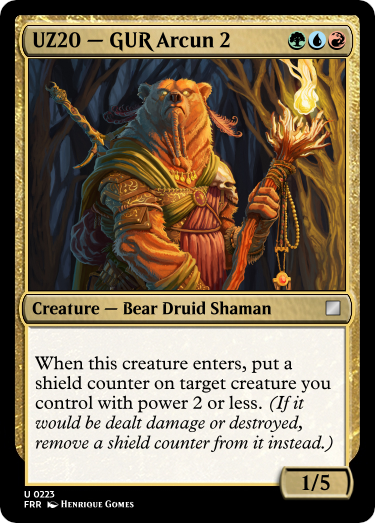 UZ20 — GUR Arcun 2
Creature — Bear Druid Shaman
When this creature enters, put a
shield counter on target creature you
control with power 2 or less. (If it
would be dealt damage or destroyed,
remove a shield counter from it instead.)
1/5
U 0223
FRR Henrique Gomes